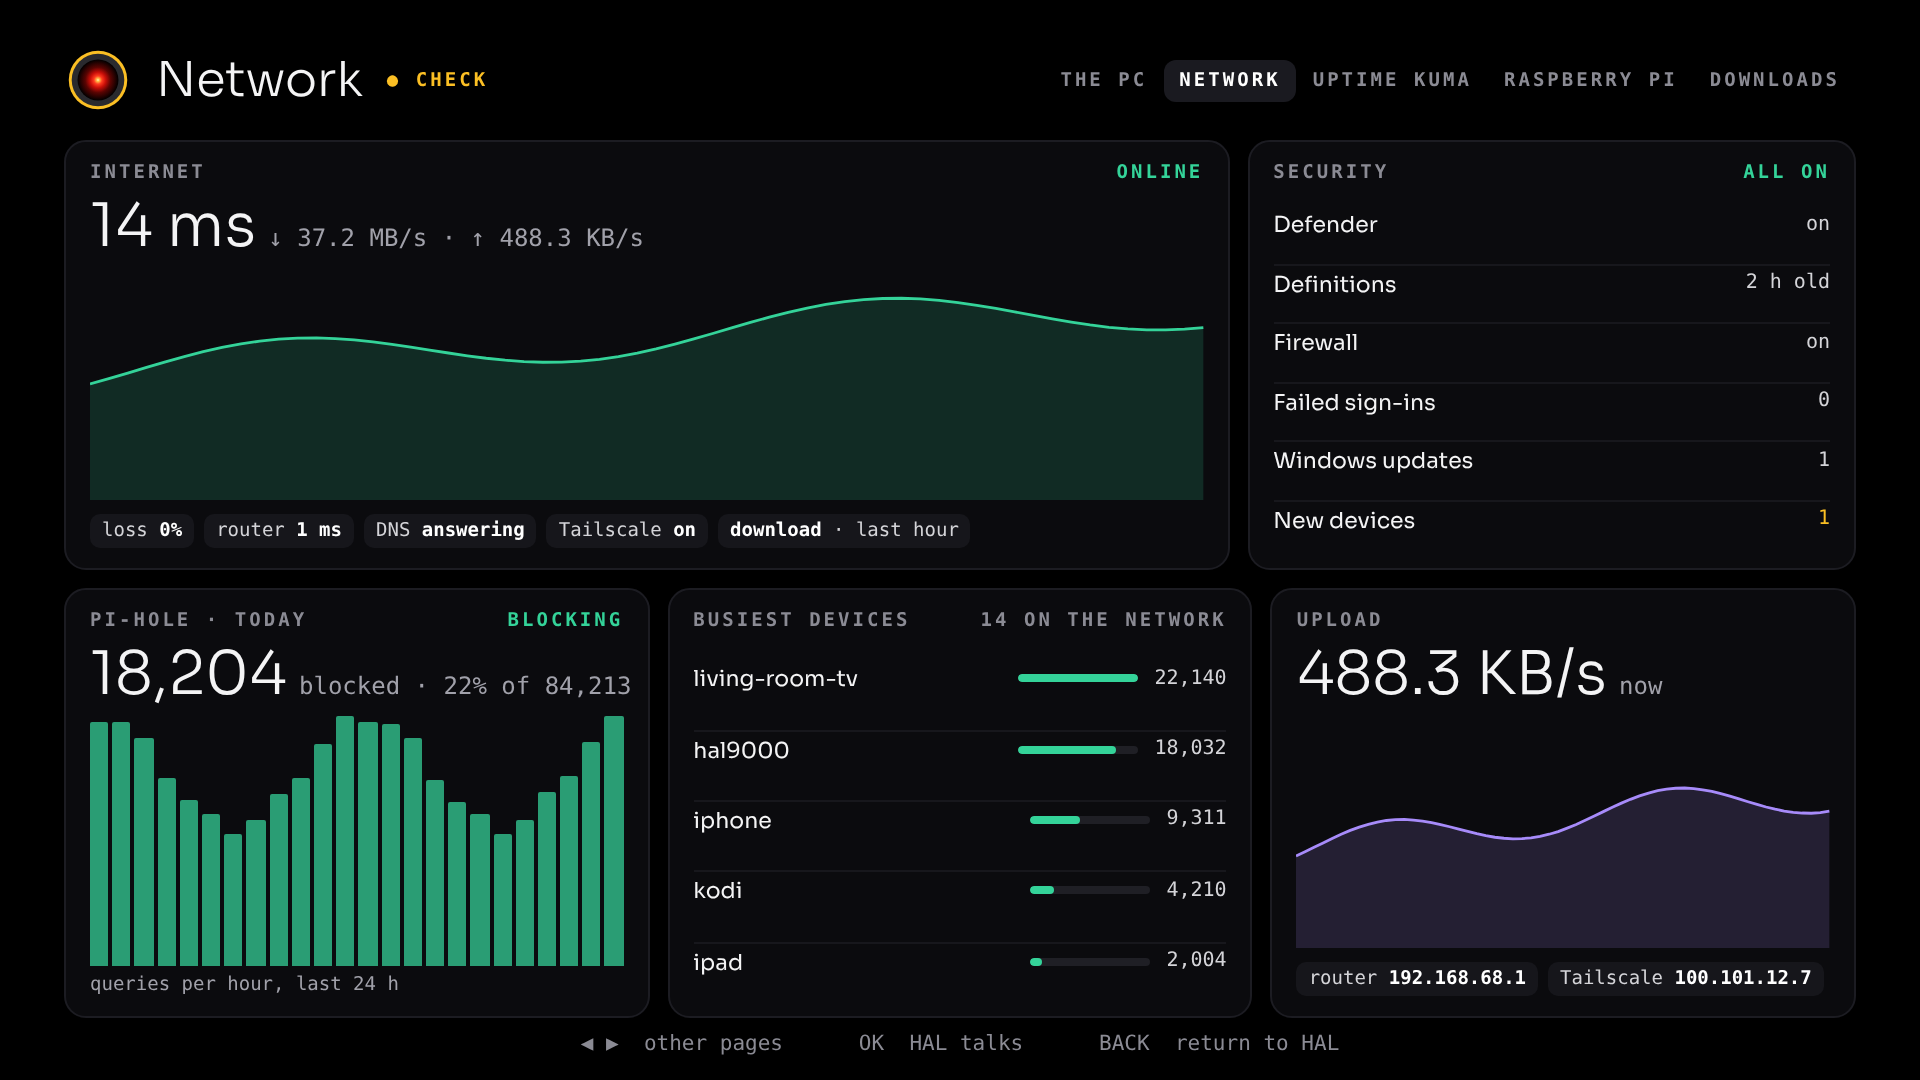 Network ● CHECK
THE PC NETWORK UPTIME KUMA RASPBERRY PI DOWNLOADS
INTERNET ONLINE
14 ms ↓ 37.2 MB/s · ↑ 488.3 KB/s
loss 0% router 1 ms DNS answering Tailscale on download · last hour
SECURITY ALL ON
Defender on
Definitions 2 h old
Firewall on
Failed sign-ins 0
Windows updates 1
New devices 1
PI-HOLE · TODAY BLOCKING
18,204 blocked · 22% of 84,213
queries per hour, last 24 h
BUSIEST DEVICES 14 ON THE NETWORK
living-room-tv 22,140
hal9000 18,032
iphone 9,311
kodi 4,210
ipad 2,004
UPLOAD
488.3 KB/s now
router 192.168.68.1 Tailscale 100.101.12.7
◀ ▶ other pages OK HAL talks BACK return to HAL